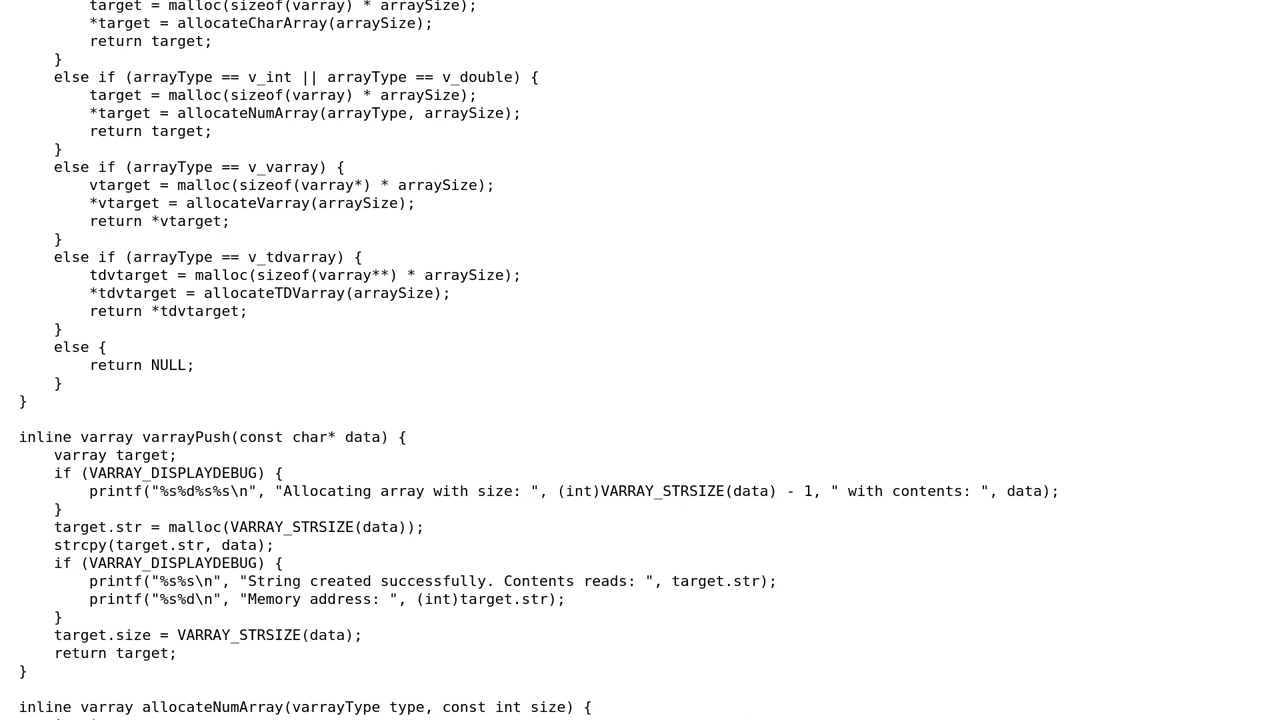 target = malloc(sizeof(varray) * arraySize);
        *target = allocateCharArray(arraySize);
        return target;
    }
    else if (arrayType == v_int || arrayType == v_double) {
        target = malloc(sizeof(varray) * arraySize);
        *target = allocateNumArray(arrayType, arraySize);
        return target;
    }
    else if (arrayType == v_varray) {
        vtarget = malloc(sizeof(varray*) * arraySize);
        *vtarget = allocateVarray(arraySize);
        return *vtarget;
    }
    else if (arrayType == v_tdvarray) {
        tdvtarget = malloc(sizeof(varray**) * arraySize);
        *tdvtarget = allocateTDVarray(arraySize);
        return *tdvtarget;
    }
    else {
        return NULL;
    }
}

inline varray varrayPush(const char* data) {
    varray target;
    if (VARRAY_DISPLAYDEBUG) {
        printf("%s%d%s%s\n", "Allocating array with size: ", (int)VARRAY_STRSIZE(data) - 1, " with contents: ", data);
    }
    target.str = malloc(VARRAY_STRSIZE(data));
    strcpy(target.str, data);
    if (VARRAY_DISPLAYDEBUG) {
        printf("%s%s\n", "String created successfully. Contents reads: ", target.str);
        printf("%s%d\n", "Memory address: ", (int)target.str);
    }
    target.size = VARRAY_STRSIZE(data);
    return target;
}

inline varray allocateNumArray(varrayType type, const int size) {